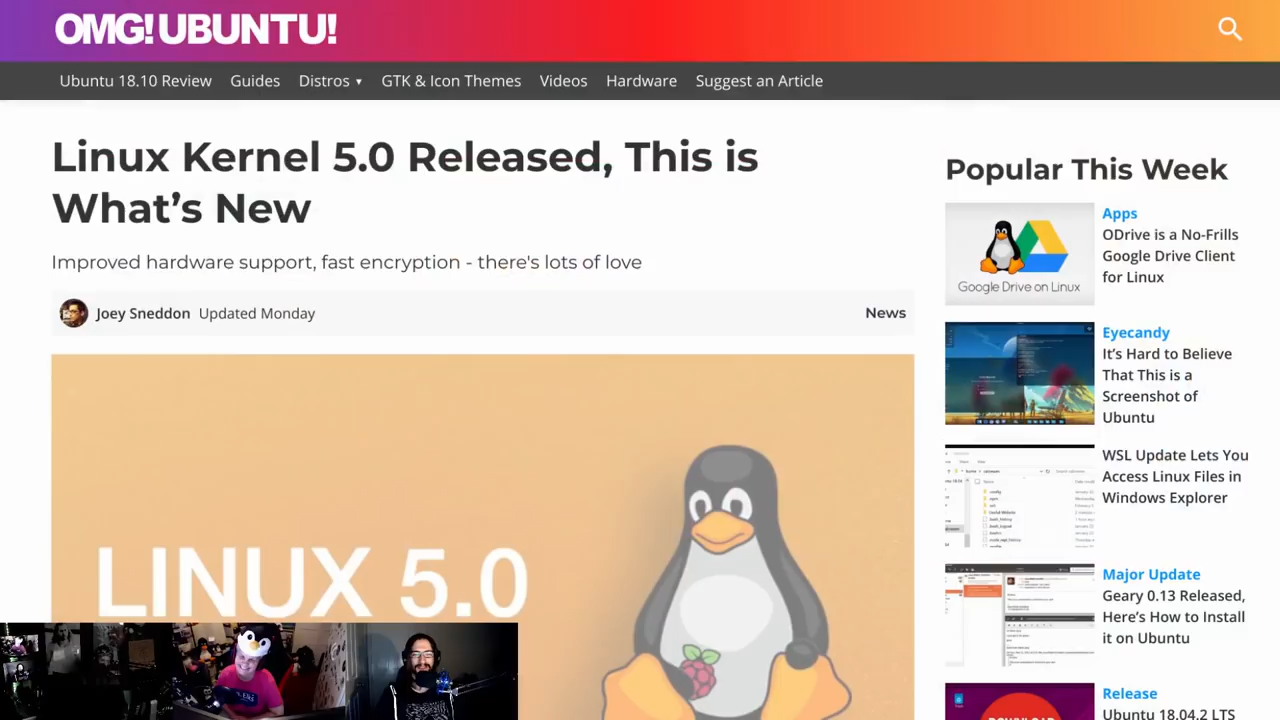 OMG! UBUNTU!
Ubuntu 18.10 Review Guides Distros ▾ GTK & Icon Themes Videos Hardware Suggest an Article
Linux Kernel 5.0 Released, This is
What’s New
Improved hardware support, fast encryption - there's lots of love
Joey Sneddon Updated Monday
News
LINUX 5.0
Popular This Week
Google Drive on Linux
Apps
ODrive is a No-Frills
Google Drive Client
for Linux
Eyecandy
It’s Hard to Believe
That This is a
Screenshot of
Ubuntu
WSL Update Lets You
Access Linux Files in
Windows Explorer
Major Update
Geary 0.13 Released,
Here’s How to Install
it on Ubuntu
Release
Ubuntu 18.04.2 LTS
DOWNLOAD